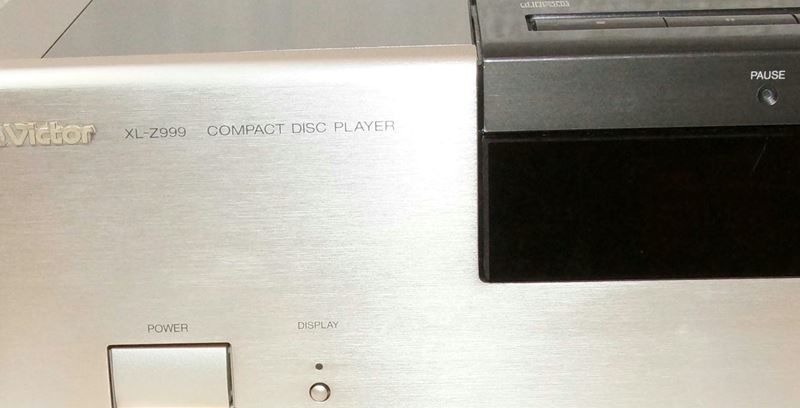 Victor XL-Z999 COMPACT DISC PLAYER
PAUSE
POWER
DISPLAY